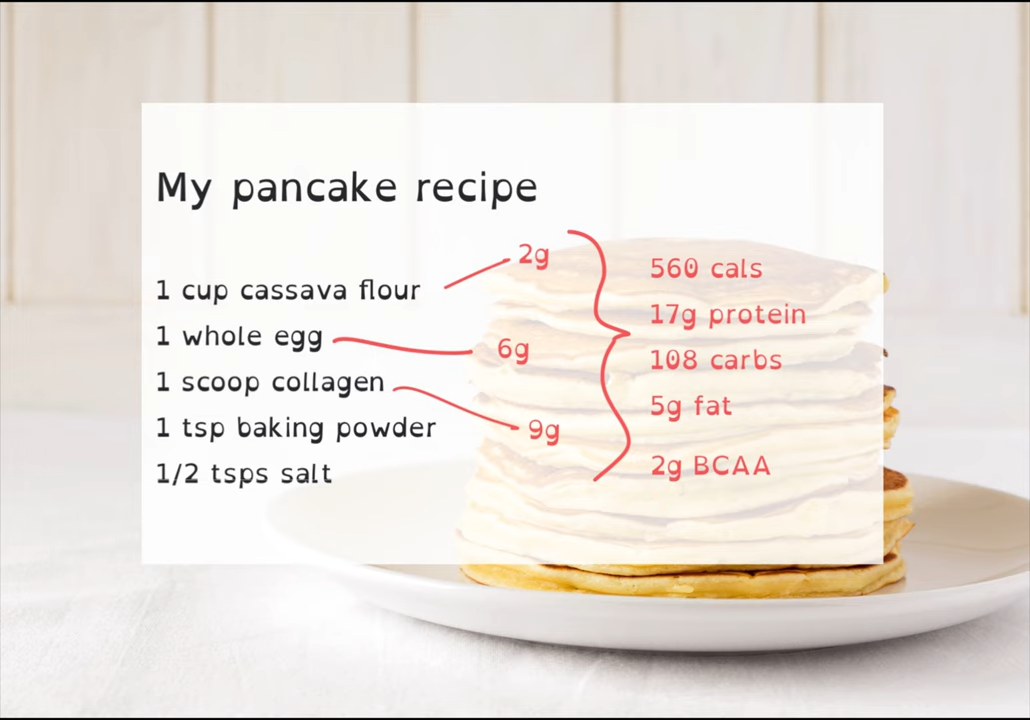 My pancake recipe
1 cup cassava flour
1 whole egg
1 scoop collagen
1 tsp baking powder
1/2 tsps salt
2g
6g
9g
560 cals
17g protein
108 carbs
5g fat
2g BCAA